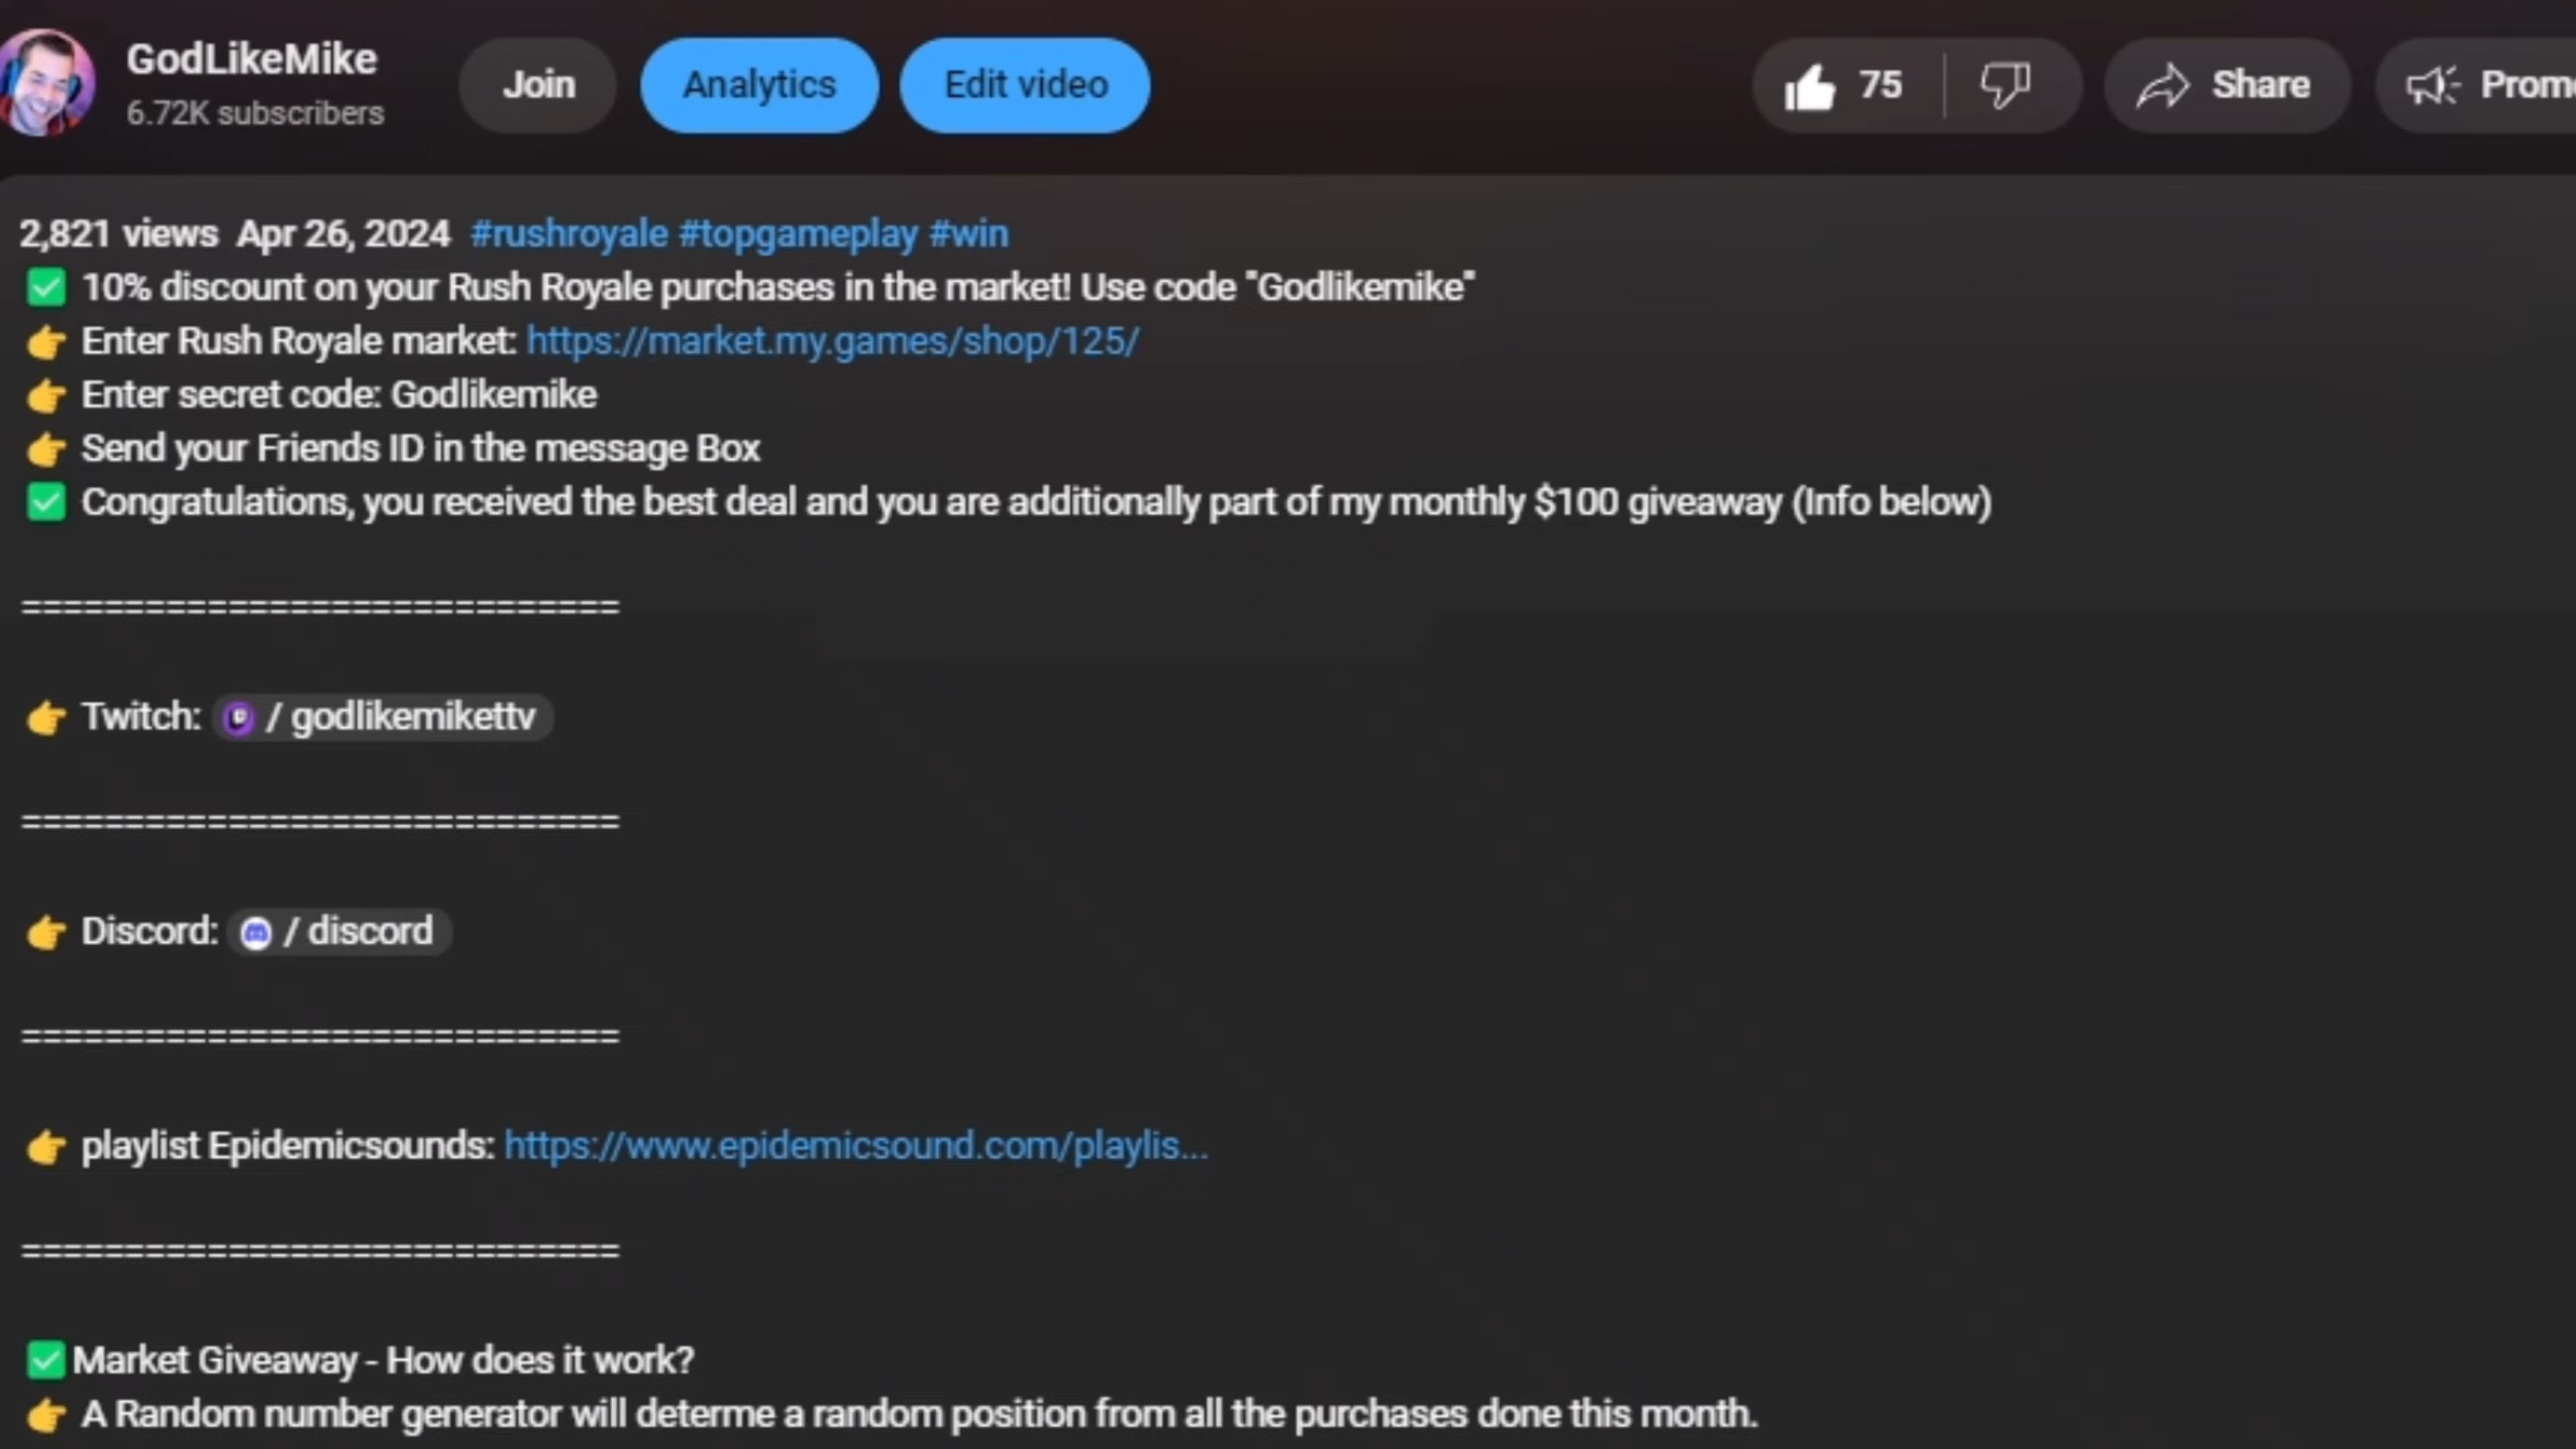 GodLikeMike
6.72K subscribers
Join
Analytics
Edit video
75
Share
2,821 views Apr 26, 2024 #rushroyale #topgameplay #win
✅ 10% discount on your Rush Royale purchases in the market! Use code "Godlikemike"
👉 Enter Rush Royale market: https://market.my.games/shop/125/
👉 Enter secret code: Godlikemike
👉 Send your Friends ID in the message Box
✅ Congratulations, you received the best deal and you are additionally part of my monthly $100 giveaway (Info below)
=============================
👉 Twitch: / godlikemikettv
=============================
👉 Discord: / discord
=============================
👉 playlist Epidemicsounds: https://www.epidemicsound.com/playlis...
=============================
✅ Market Giveaway - How does it work?
👉 A Random number generator will determe a random position from all the purchases done this month.